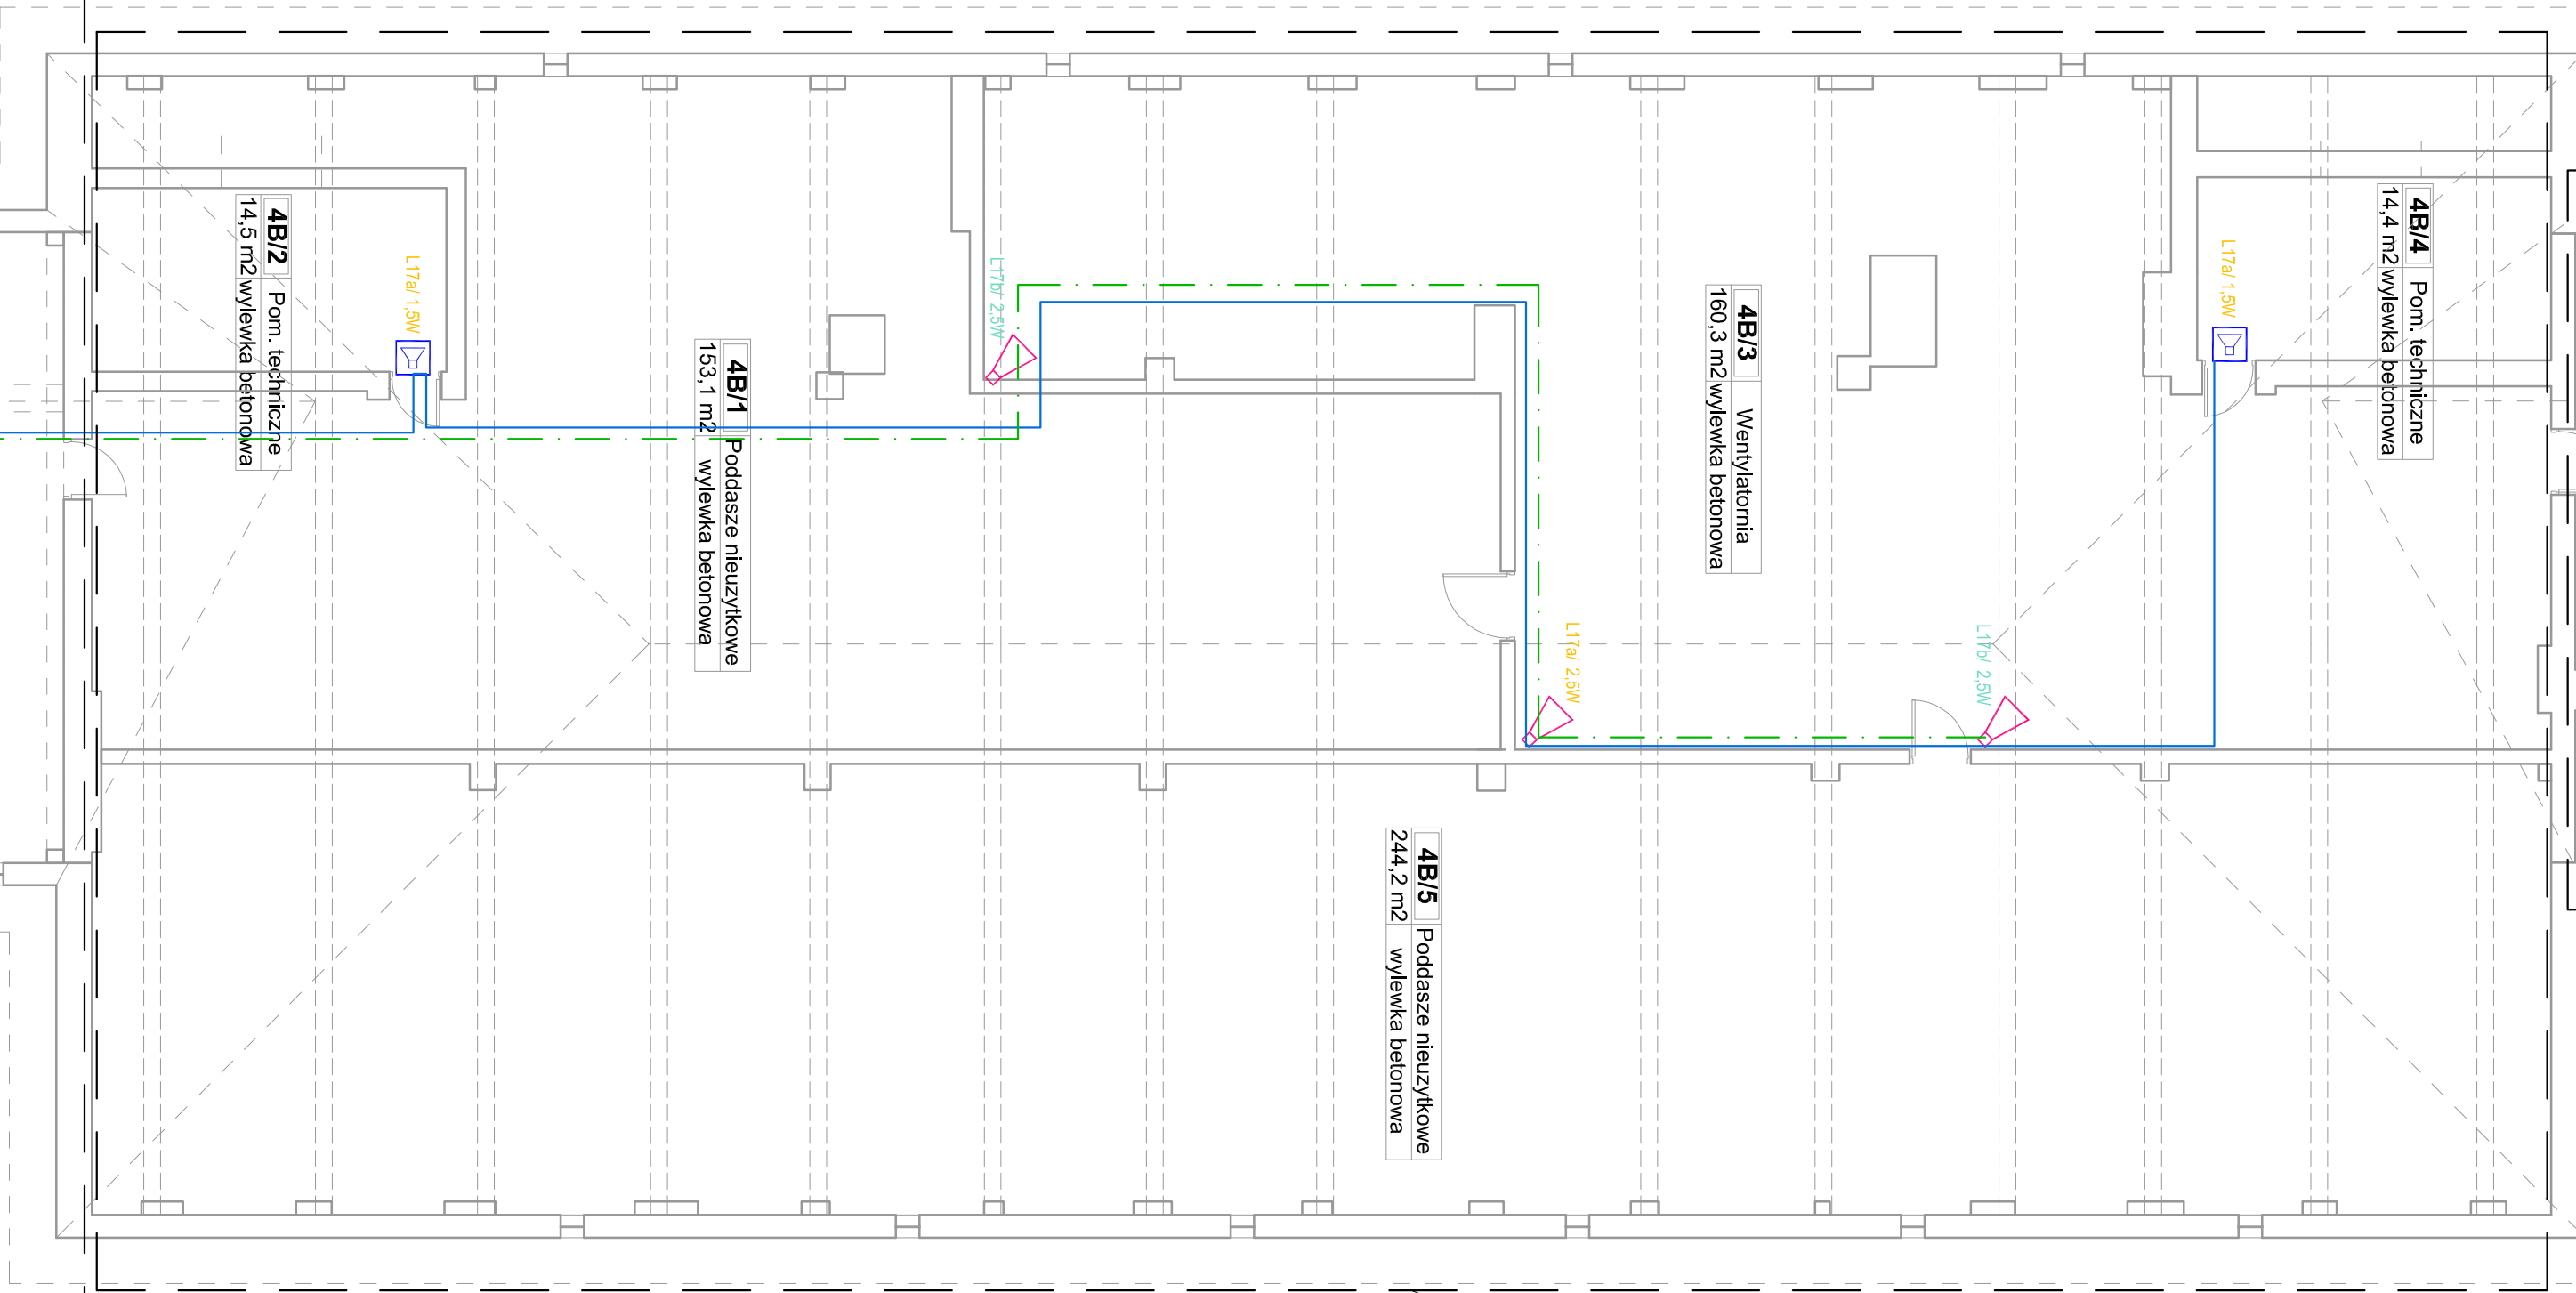 4B/2 Pom. techniczne
14,5 m2 wylewka betonowa
L17a/ 1,5W
4B/1 Poddasze nieuzytkowe
153,1 m2 wylewka betonowa
L17b/ 2,5W
4B/3 Wentylatornia
160,3 m2 wylewka betonowa
L17a/ 2,5W
L17b/ 2,5W
L17a/ 1,5W
4B/4 Pom. techniczne
14,4 m2 wylewka betonowa
4B/5 Poddasze nieuzytkowe
244,2 m2 wylewka betonowa